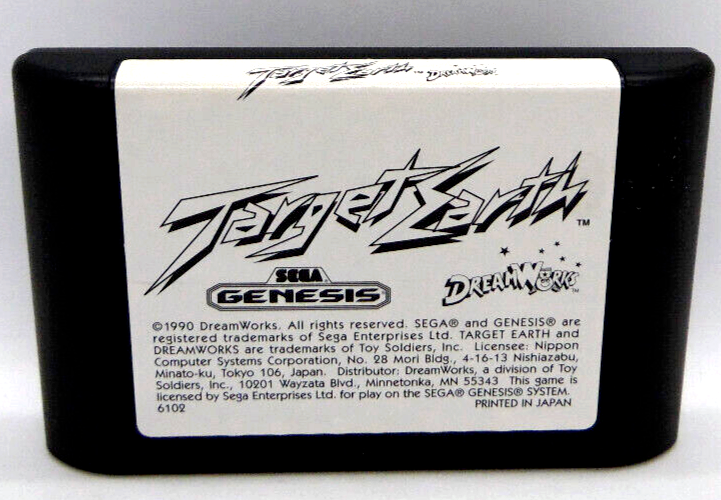 Target Earth™ DREAMWORKS
Target Earth™
SEGA
GENESIS
DREAMWORKS
©1990 DreamWorks. All rights reserved. SEGA® and GENESIS® are
registered trademarks of Sega Enterprises Ltd. TARGET EARTH and
DREAMWORKS are trademarks of Toy Soldiers, Inc. Licensee: Nippon
Computer Systems Corporation, No. 28 Mori Bldg., 4-16-13 Nishiazabu,
Minato-ku, Tokyo 106, Japan. Distributor: DreamWorks, a division of Toy
Soldiers, Inc., 10201 Wayzata Blvd., Minnetonka, MN 55343 This game is
licensed by Sega Enterprises Ltd. for play on the SEGA® GENESIS® SYSTEM.
6102 PRINTED IN JAPAN